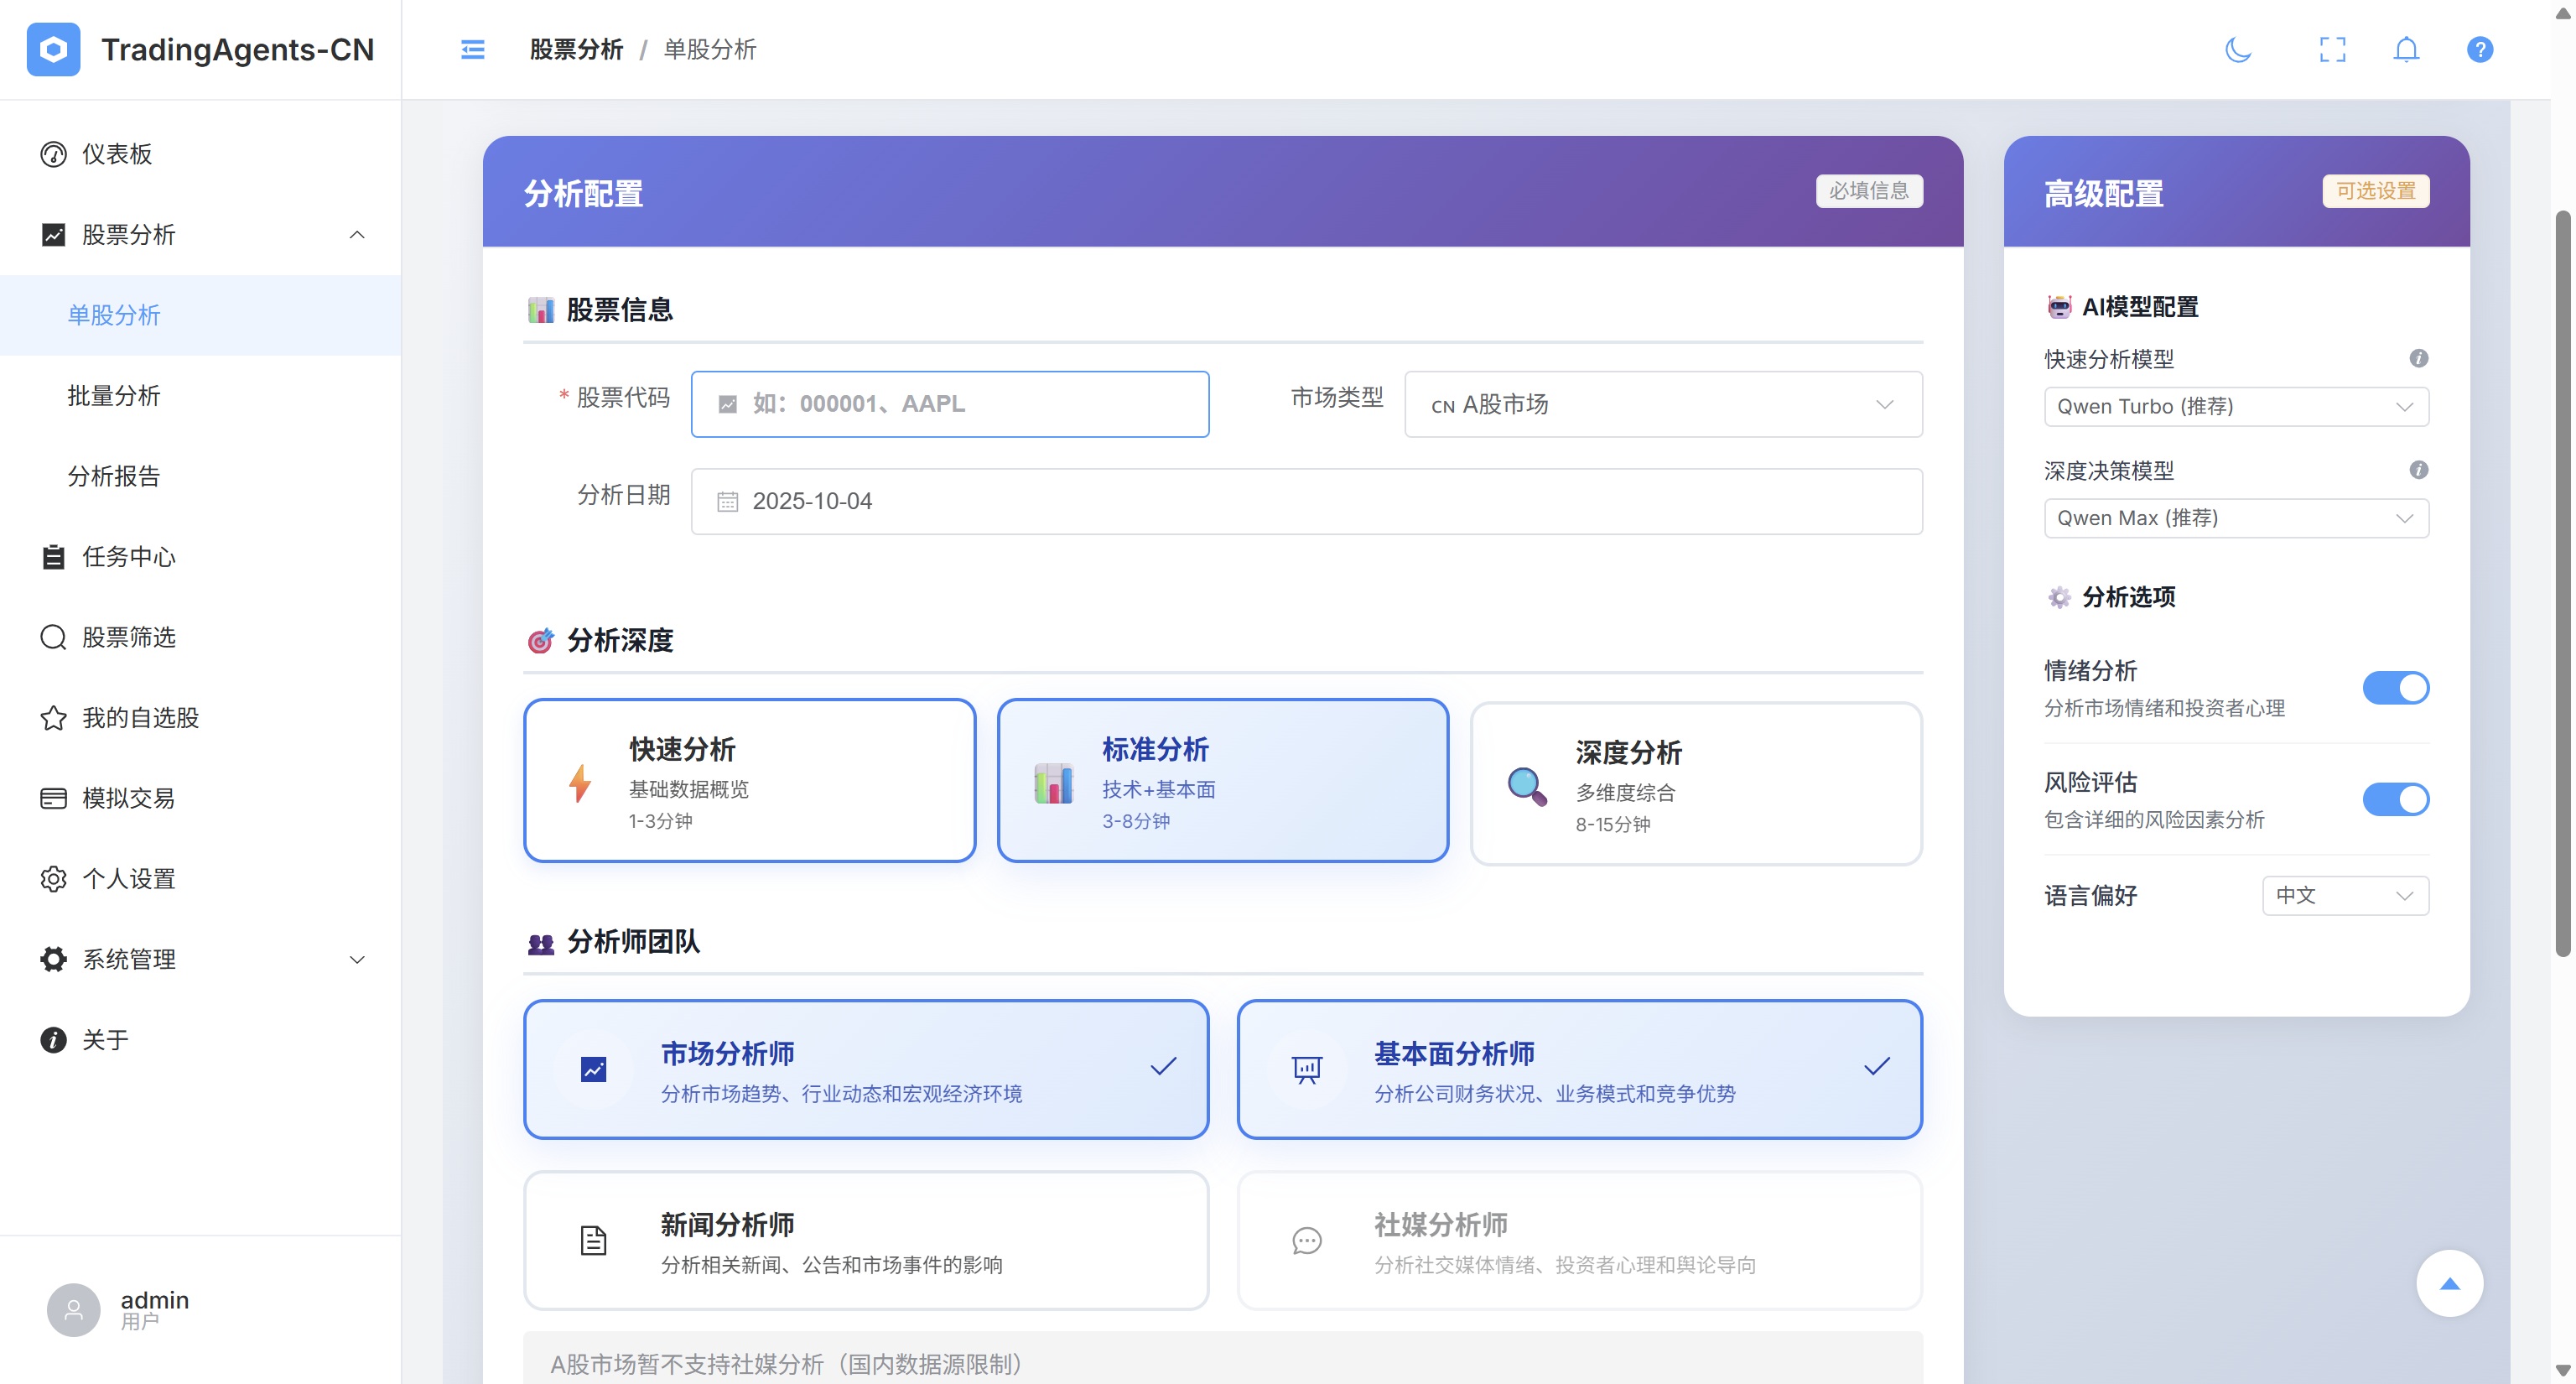 TradingAgents-CN
股票分析 / 单股分析
仪表板
股票分析
单股分析
批量分析
分析报告
任务中心
股票筛选
我的自选股
模拟交易
个人设置
系统管理
关于
admin
用户
分析配置
必填信息
股票信息
* 股票代码
如：000001、AAPL
市场类型
CN A股市场
分析日期
2025-10-04
分析深度
快速分析
基础数据概览
1-3分钟
标准分析
技术+基本面
3-8分钟
深度分析
多维度综合
8-15分钟
分析师团队
市场分析师
分析市场趋势、行业动态和宏观经济环境
基本面分析师
分析公司财务状况、业务模式和竞争优势
新闻分析师
分析相关新闻、公告和市场事件的影响
社媒分析师
分析社交媒体情绪、投资者心理和舆论导向
A股市场暂不支持社媒分析（国内数据源限制）
高级配置
可选设置
AI模型配置
快速分析模型
Qwen Turbo (推荐)
深度决策模型
Qwen Max (推荐)
分析选项
情绪分析
分析市场情绪和投资者心理
风险评估
包含详细的风险因素分析
语言偏好
中文